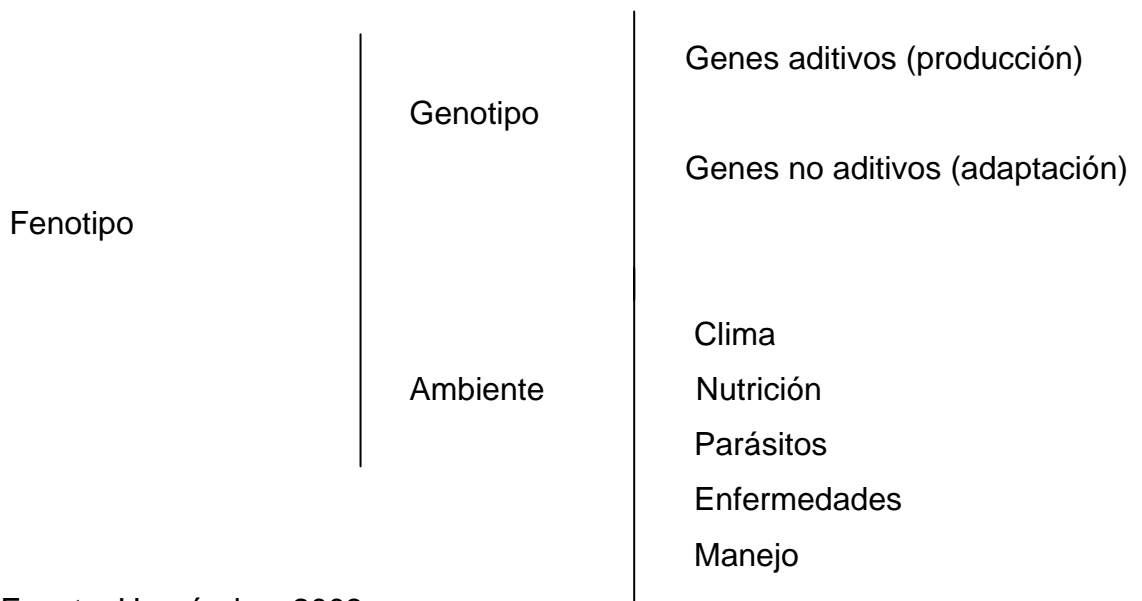 Genes aditivos (producción)
Genotipo
Genes no aditivos (adaptación)
Fenotipo
Clima
Ambiente
Nutrición
Parásitos
Enfermedades
Manejo